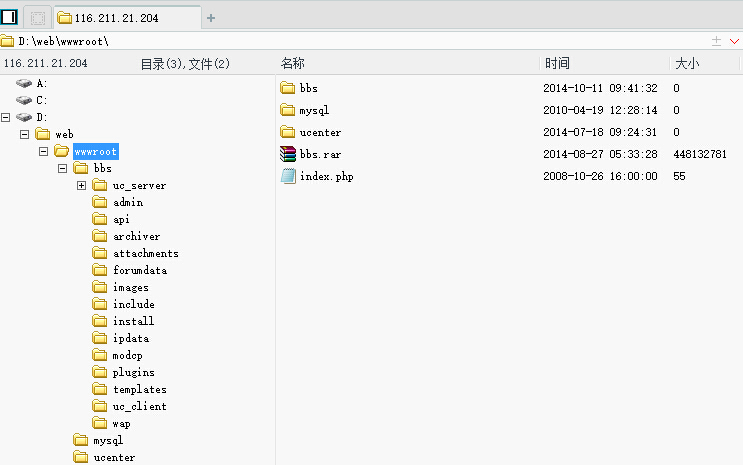 116.211.21.204
D:\web\wwwroot\
116.211.21.204 目录(3),文件(2) 名称 时间 大小
A:
C:
D:
web
wwwroot
bbs
uc_server
admin
api
archiver
attachments
forumdata
images
include
install
ipdata
modcp
plugins
templates
uc_client
wap
mysql
ucenter
bbs 2014-10-11 09:41:32 0
mysql 2010-04-19 12:28:14 0
ucenter 2014-07-18 09:24:31 0
bbs.rar 2014-08-27 05:33:28 448132781
index.php 2008-10-26 16:00:00 55